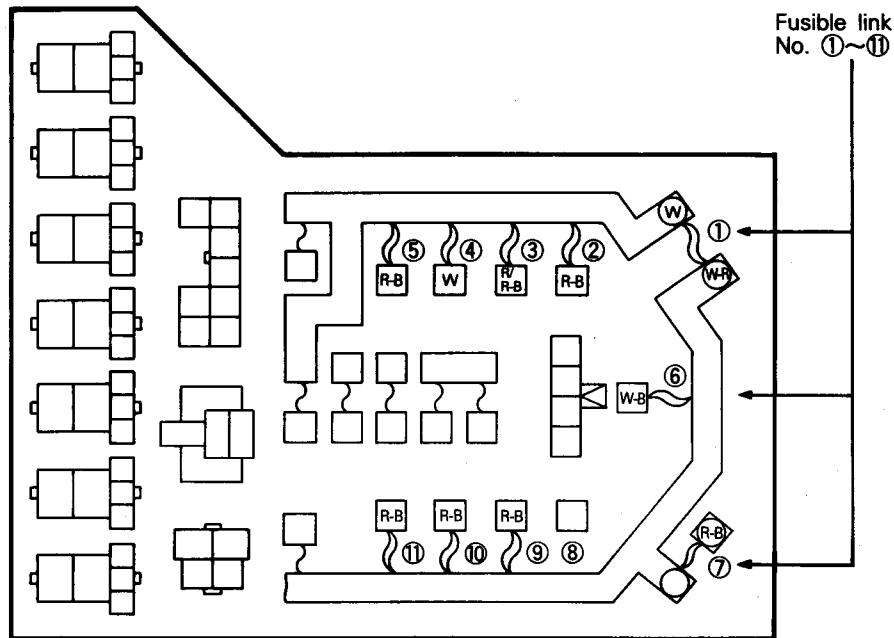 Fusible link
No. ①~⑪
W
①
⑤ ④ ③ ②
R-B W R/R-B R-B
W-R
⑥
W-B
R-B R-B R-B
R-B
⑪ ⑩ ⑨ ⑧
⑦